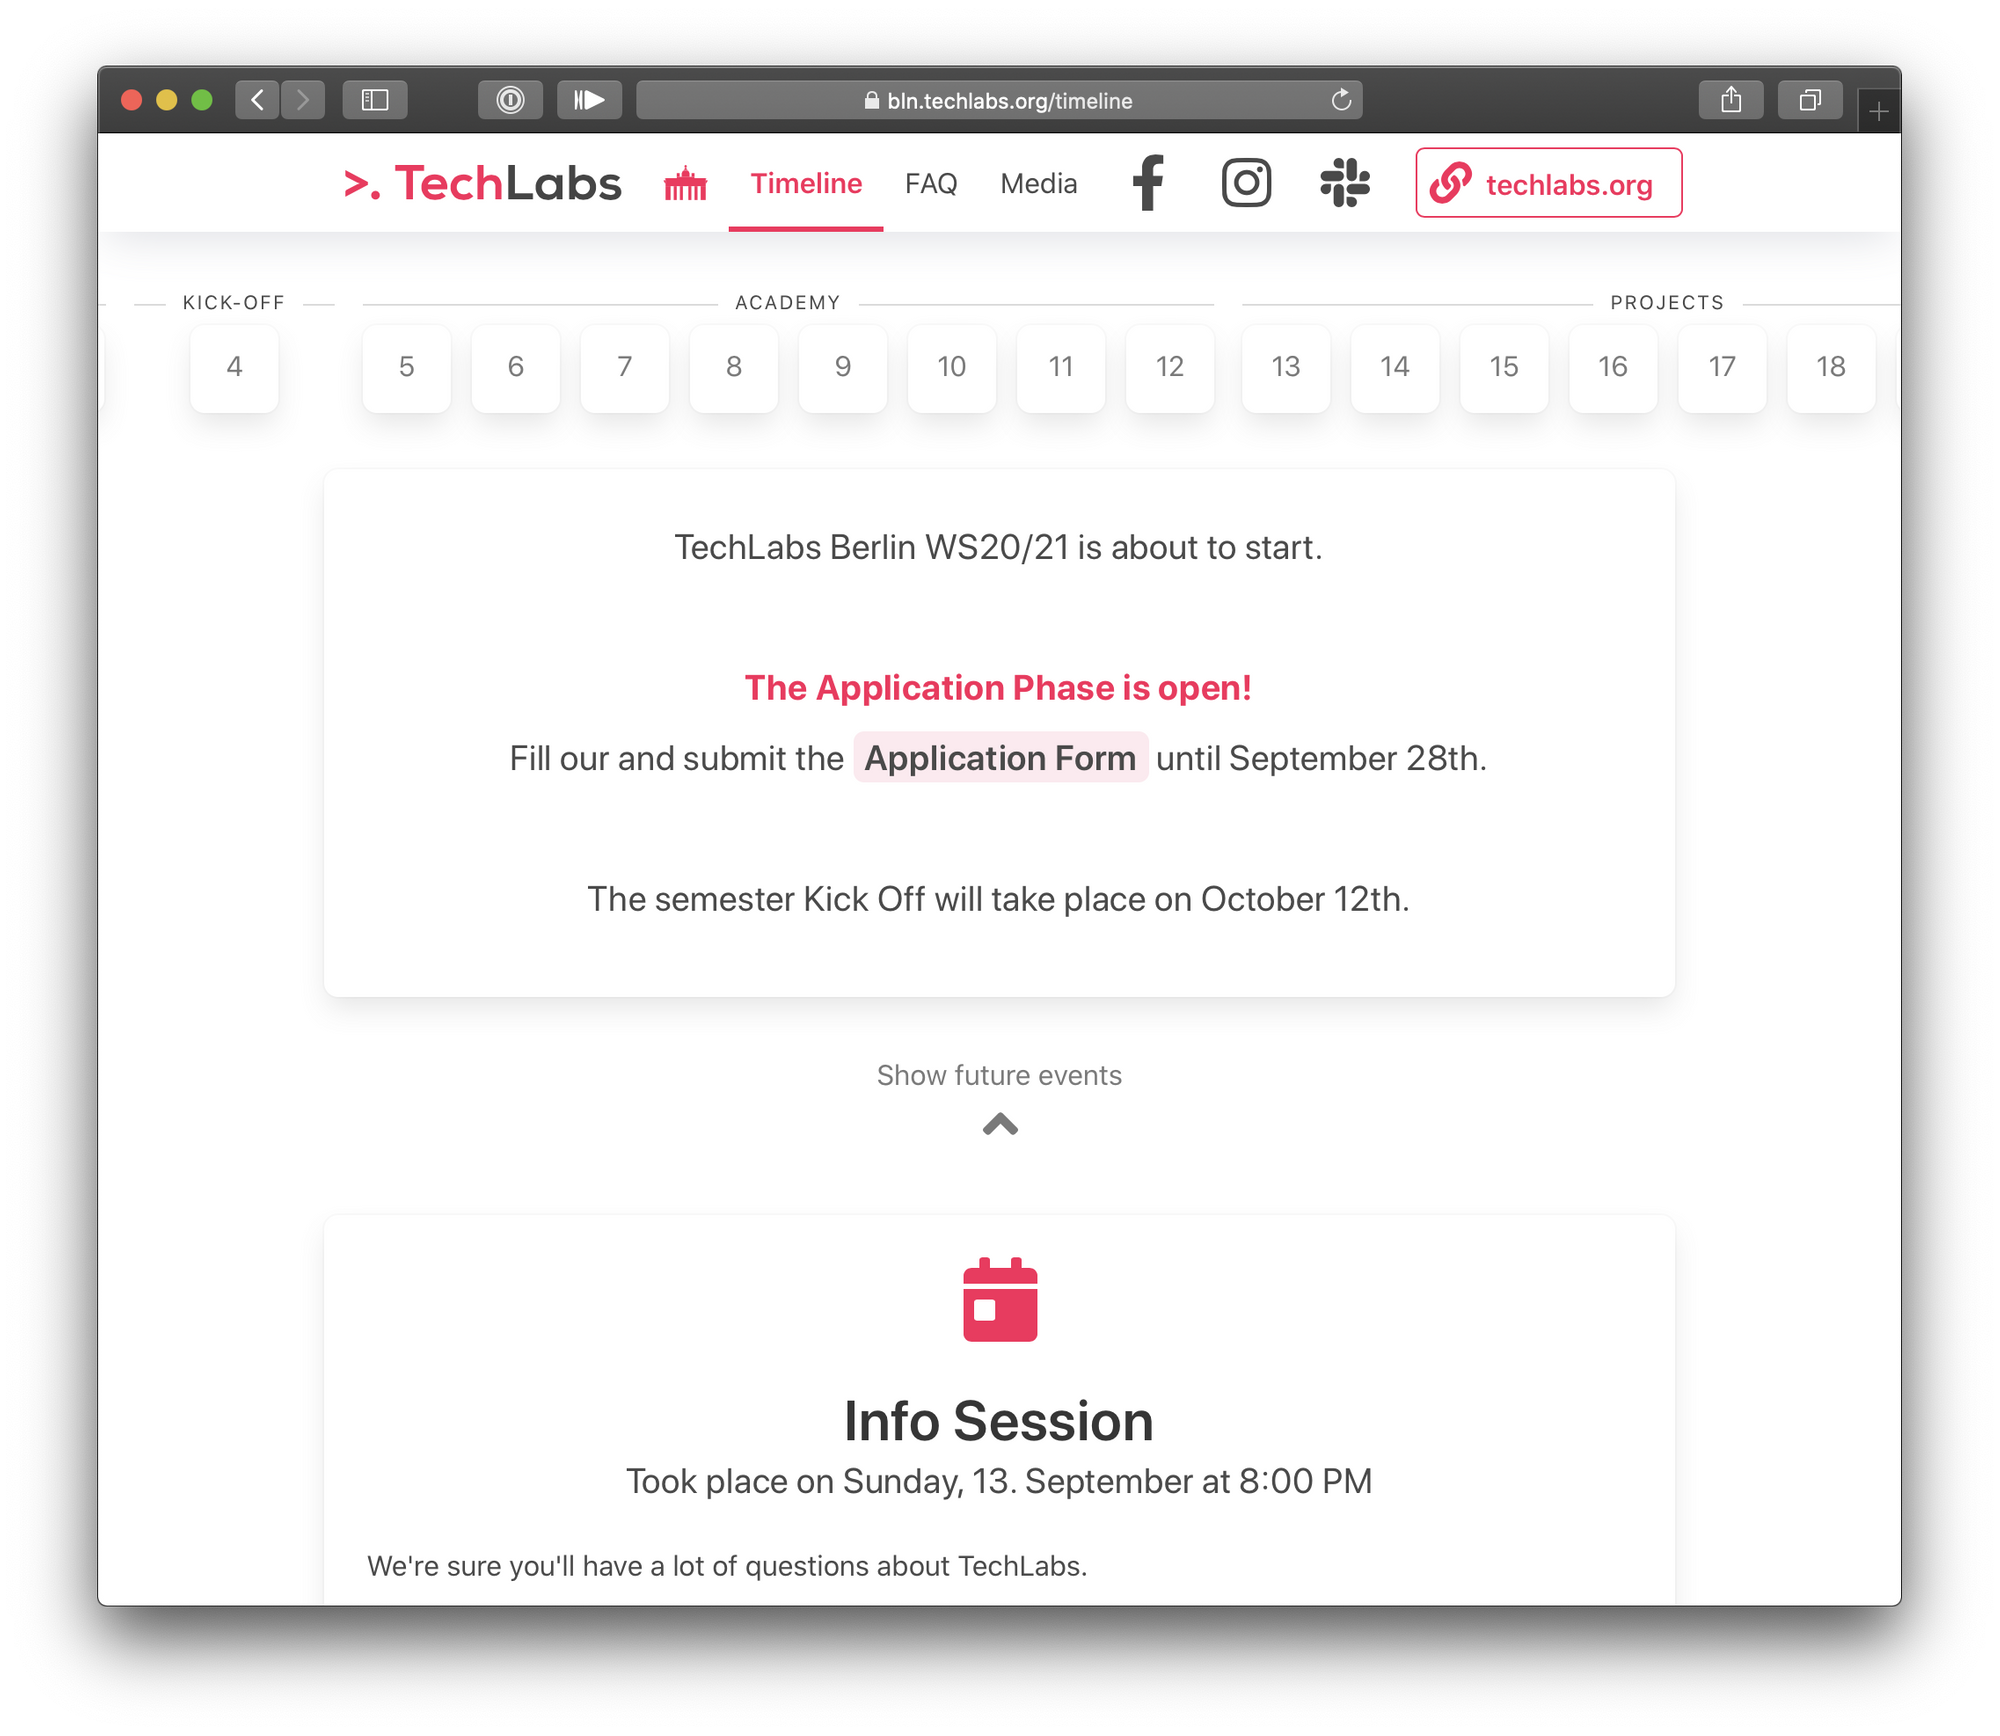 bln.techlabs.org/timeline
>. TechLabs
Timeline
FAQ
Media
techlabs.org
KICK-OFF
ACADEMY
PROJECTS
4
5
6
7
8
9
10
11
12
13
14
15
16
17
18
TechLabs Berlin WS20/21 is about to start.
The Application Phase is open!
Fill our and submit the Application Form until September 28th.
The semester Kick Off will take place on October 12th.
Show future events
Info Session
Took place on Sunday, 13. September at 8:00 PM
We're sure you'll have a lot of questions about TechLabs.